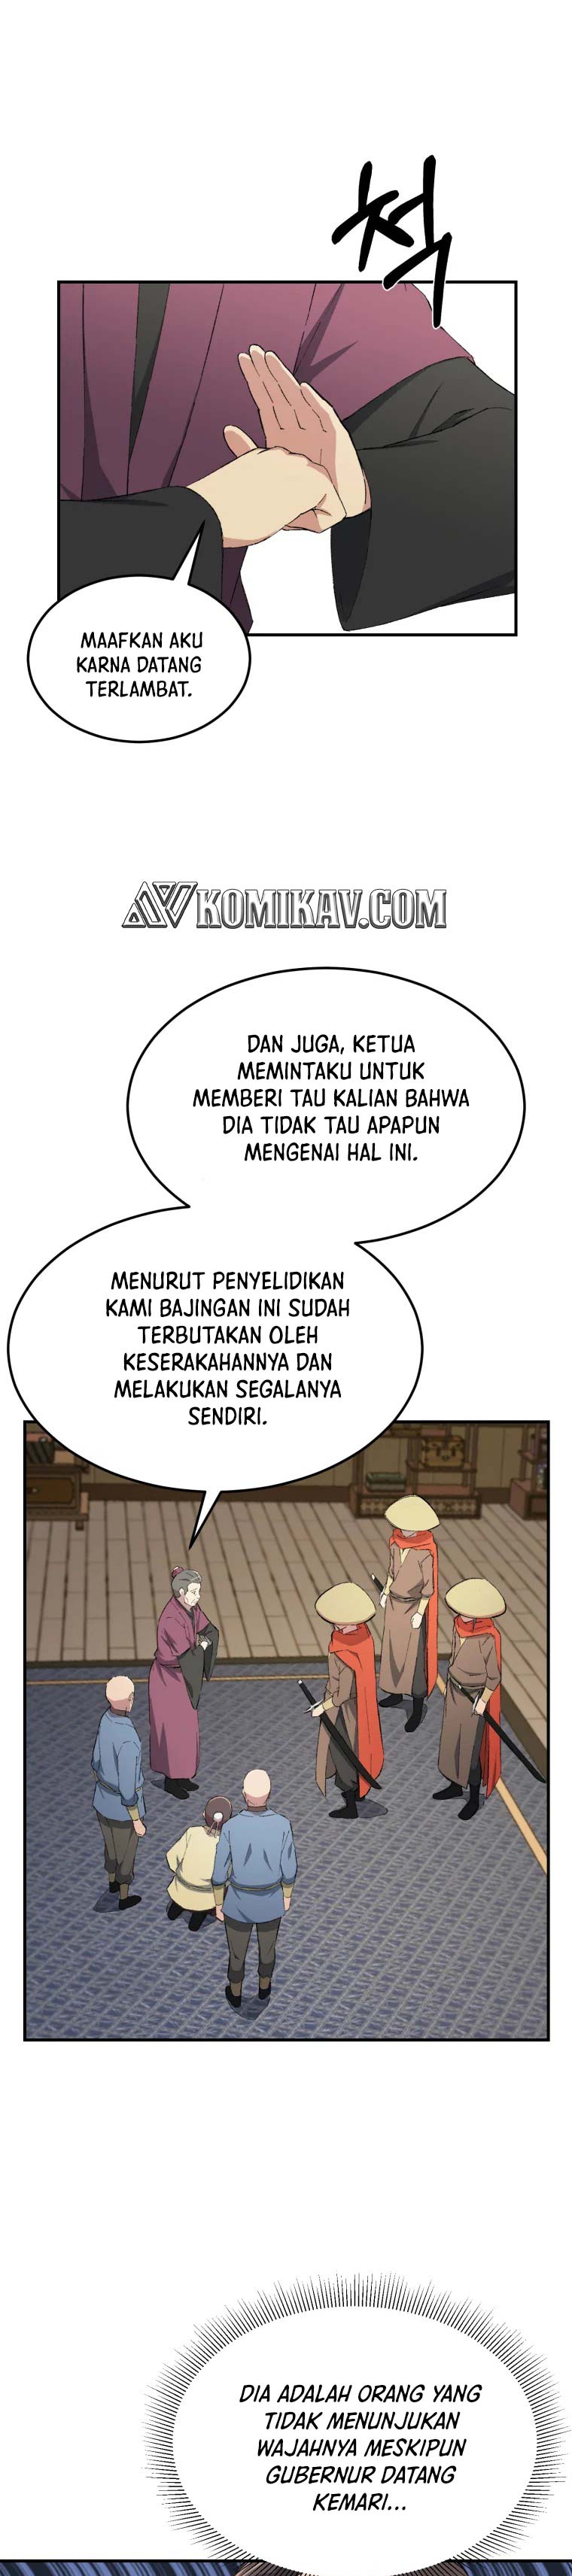 척
MAAFKAN AKU
KARNA DATANG
TERLAMBAT.
KOMIKAV.COM
DAN JUGA, KETUA
MEMINTAKU UNTUK
MEMBERI TAU KALIAN BAHWA
DIA TIDAK TAU APAPUN
MENGENAI HAL INI.
MENURUT PENYELIDIKAN
KAMI BAJINGAN INI SUDAH
TERBUTAKAN OLEH
KESERAKAHANNYA DAN
MELAKUKAN SEGALANYA
SENDIRI.
DIA ADALAH ORANG YANG
TIDAK MENUNJUKAN
WAJAHNYA MESKIPUN
GUBERNUR DATANG
KEMARI...